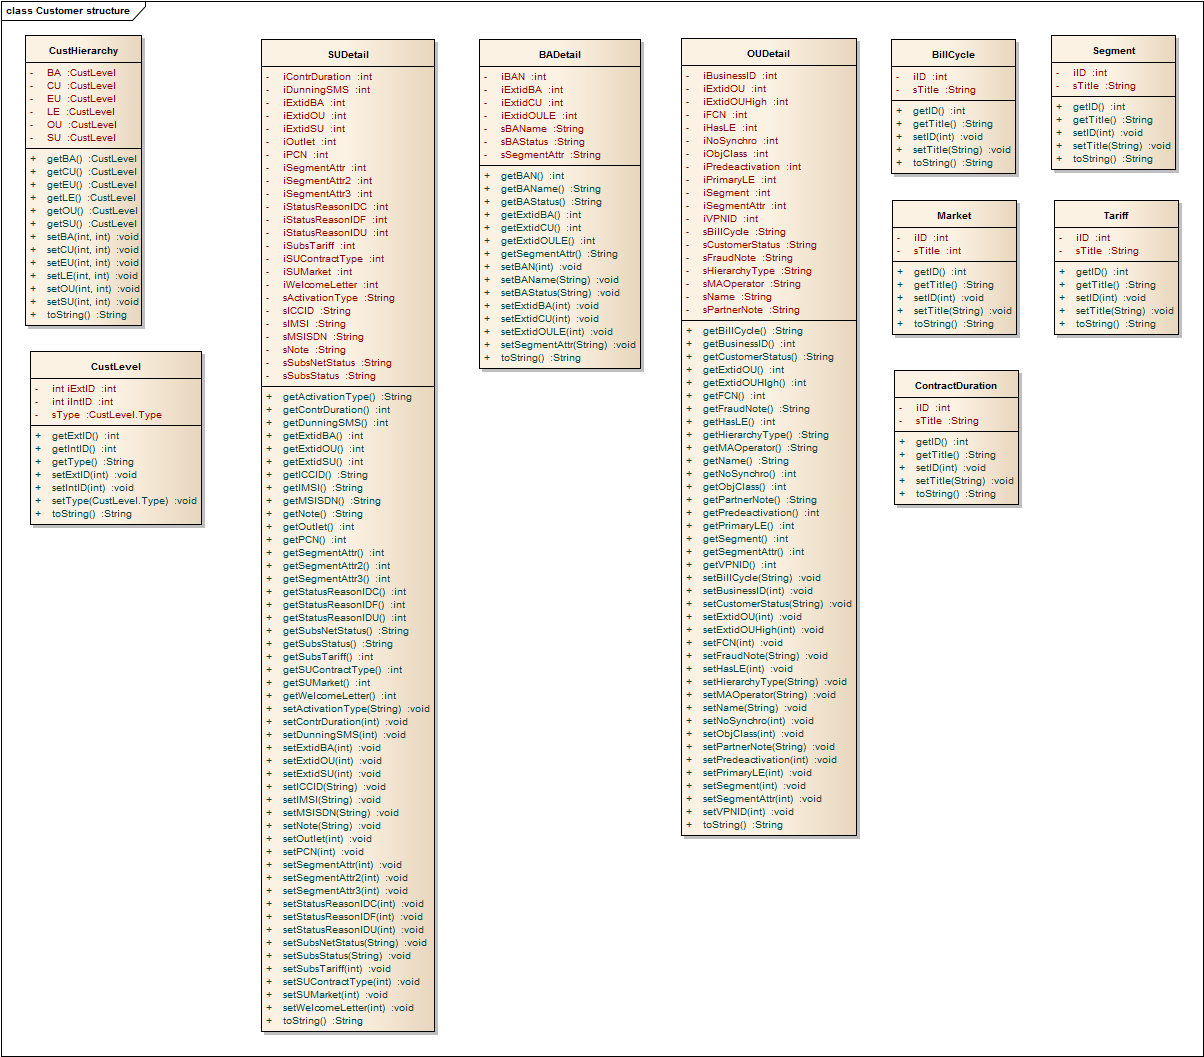 class Customer structure
CustHierarchy
- BA :CustLevel
- CU :CustLevel
- EU :CustLevel
- LE :CustLevel
- OU :CustLevel
- SU :CustLevel
+ getBA() :CustLevel
+ getCU() :CustLevel
+ getEU() :CustLevel
+ getLE() :CustLevel
+ getOU() :CustLevel
+ getSU() :CustLevel
+ setBA(int, int) :void
+ setCU(int, int) :void
+ setEU(int, int) :void
+ setLE(int, int) :void
+ setOU(int, int) :void
+ setSU(int, int) :void
+ toString() :String
CustLevel
- int iExtID :int
- int iIntID :int
- sType :CustLevel.Type
+ getExtID() :int
+ getIntID() :int
+ getType() :String
+ setExtID(int) :void
+ setIntID(int) :void
+ setType(CustLevel.Type) :void
+ toString() :String
SUDetail
- iContrDuration :int
- iDunningSMS :int
- iExtidBA :int
- iExtidOU :int
- iExtidSU :int
- iOutlet :int
- iPCN :int
- iSegmentAttr :int
- iSegmentAttr2 :int
- iSegmentAttr3 :int
- iStatusReasonIDC :int
- iStatusReasonIDF :int
- iStatusReasonIDU :int
- iSubsTariff :int
- iSUContractType :int
- iSUMarket :int
- iWelcomeLetter :int
- sActivationType :String
- sICCID :String
- sIMSI :String
- sMSISDN :String
- sNote :String
- sSubsNetStatus :String
- sSubsStatus :String
+ getActivationType() :String
+ getContrDuration() :int
+ getDunningSMS() :int
+ getExtidBA() :int
+ getExtidOU() :int
+ getExtidSU() :int
+ getICCID() :String
+ getIMSI() :String
+ getMSISDN() :String
+ getNote() :String
+ getOutlet() :int
+ getPCN() :int
+ getSegmentAttr() :int
+ getSegmentAttr2() :int
+ getSegmentAttr3() :int
+ getStatusReasonIDC() :int
+ getStatusReasonIDF() :int
+ getStatusReasonIDU() :int
+ getSubsNetStatus() :String
+ getSubsStatus() :String
+ getSubsTariff() :int
+ getSUContractType() :int
+ getSUMarket() :int
+ getWelcomeLetter() :int
+ setActivationType(String) :void
+ setContrDuration(int) :void
+ setDunningSMS(int) :void
+ setExtidBA(int) :void
+ setExtidOU(int) :void
+ setExtidSU(int) :void
+ setICCID(String) :void
+ setIMSI(String) :void
+ setMSISDN(String) :void
+ setNote(String) :void
+ setOutlet(int) :void
+ setPCN(int) :void
+ setSegmentAttr(int) :void
+ setSegmentAttr2(int) :void
+ setSegmentAttr3(int) :void
+ setStatusReasonIDC(int) :void
+ setStatusReasonIDF(int) :void
+ setStatusReasonIDU(int) :void
+ setSubsNetStatus(String) :void
+ setSubsStatus(String) :void
+ setSubsTariff(int) :void
+ setSUContractType(int) :void
+ setSUMarket(int) :void
+ setWelcomeLetter(int) :void
+ toString() :String
BADetail
- iBAN :int
- iExtidBA :int
- iExtidCU :int
- iExtidOULE :int
- sBAName :String
- sBAStatus :String
- sSegmentAttr :String
+ getBAN() :int
+ getBAName() :String
+ getBAStatus() :String
+ getExtidBA() :int
+ getExtidCU() :int
+ getExtidOULE() :int
+ getSegmentAttr() :String
+ setBAN(int) :void
+ setBAName(String) :void
+ setBAStatus(String) :void
+ setExtidBA(int) :void
+ setExtidCU(int) :void
+ setExtidOULE(int) :void
+ setSegmentAttr(String) :void
+ toString() :String
OUDetail
- iBusinessID :int
- iExtidOU :int
- iExtidOUHigh :int
- iFCN :int
- iHasLE :int
- iNoSynchro :int
- iObjClass :int
- iPredeactivation :int
- iPrimaryLE :int
- iSegment :int
- iSegmentAttr :int
- iVPNID :int
- sBillCycle :String
- sCustomerStatus :String
- sFraudNote :String
- sHierarchyType :String
- sMAOperator :String
- sName :String
- sPartnerNote :String
+ getBillCycle() :String
+ getBusinessID() :int
+ getCustomerStatus() :String
+ getExtidOU() :int
+ getExtidOUHigh() :int
+ getFCN() :int
+ getFraudNote() :String
+ getHasLE() :int
+ getHierarchyType() :String
+ getMAOperator() :String
+ getName() :String
+ getNoSynchro() :int
+ getObjClass() :int
+ getPartnerNote() :String
+ getPredeactivation() :int
+ getPrimaryLE() :int
+ getSegment() :int
+ getSegmentAttr() :int
+ getVPNID() :int
+ setBillCycle(String) :void
+ setBusinessID(int) :void
+ setCustomerStatus(String) :void
+ setExtidOU(int) :void
+ setExtidOUHigh(int) :void
+ setFCN(int) :void
+ setFraudNote(String) :void
+ setHasLE(int) :void
+ setHierarchyType(String) :void
+ setMAOperator(String) :void
+ setName(String) :void
+ setNoSynchro(int) :void
+ setObjClass(int) :void
+ setPartnerNote(String) :void
+ setPredeactivation(int) :void
+ setPrimaryLE(int) :void
+ setSegment(int) :void
+ setSegmentAttr(int) :void
+ setVPNID(int) :void
+ toString() :String
BillCycle
- iID :int
- sTitle :String
+ getID() :int
+ getTitle() :String
+ setID(int) :void
+ setTitle(String) :void
+ toString() :String
Segment
- iID :int
- sTitle :String
+ getID() :int
+ getTitle() :String
+ setID(int) :void
+ setTitle(String) :void
+ toString() :String
Market
- iID :int
- sTitle :int
+ getID() :int
+ getTitle() :String
+ setID(int) :void
+ setTitle(String) :void
+ toString() :String
Tariff
- iID :int
- sTitle :String
+ getID() :int
+ getTitle() :String
+ setID(int) :void
+ setTitle(String) :void
+ toString() :String
ContractDuration
- iID :int
- sTitle :String
+ getID() :int
+ getTitle() :String
+ setID(int) :void
+ setTitle(String) :void
+ toString() :String